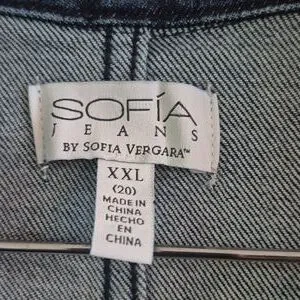 SOFÍA
JEANS
BY SOFIA VERGARA™
XXL
(20)
MADE IN
CHINA
HECHO
EN
CHINA